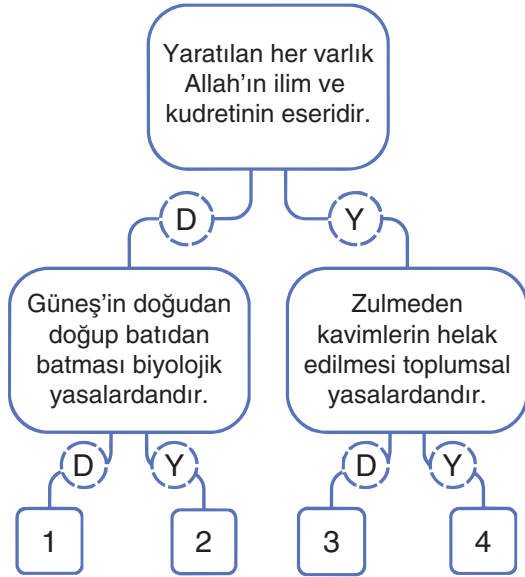 Yaratılan her varlık
Allah’ın ilim ve
kudretinin eseridir.
D
Y
Güneş’in doğudan
doğup batıdan
batması biyolojik
yasalardandır.
Zulmeden
kavimlerin helak
edilmesi toplumsal
yasalardandır.
D
Y
D
Y
1
2
3
4